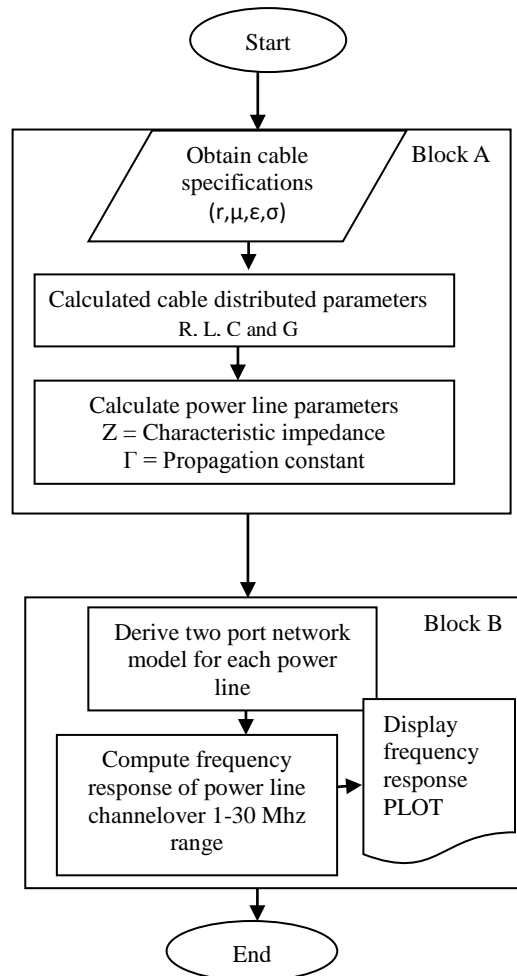 Start
Block A
Obtain cable
specifications
(r,μ,ε,σ)
Calculated cable distributed parameters
R, L, C and G
Calculate power line parameters
Z = Characteristic impedance
Γ = Propagation constant
Block B
Derive two port network
model for each power
line
Compute frequency
response of power line
channelover 1-30 Mhz
range
Display
frequency
response
PLOT
End